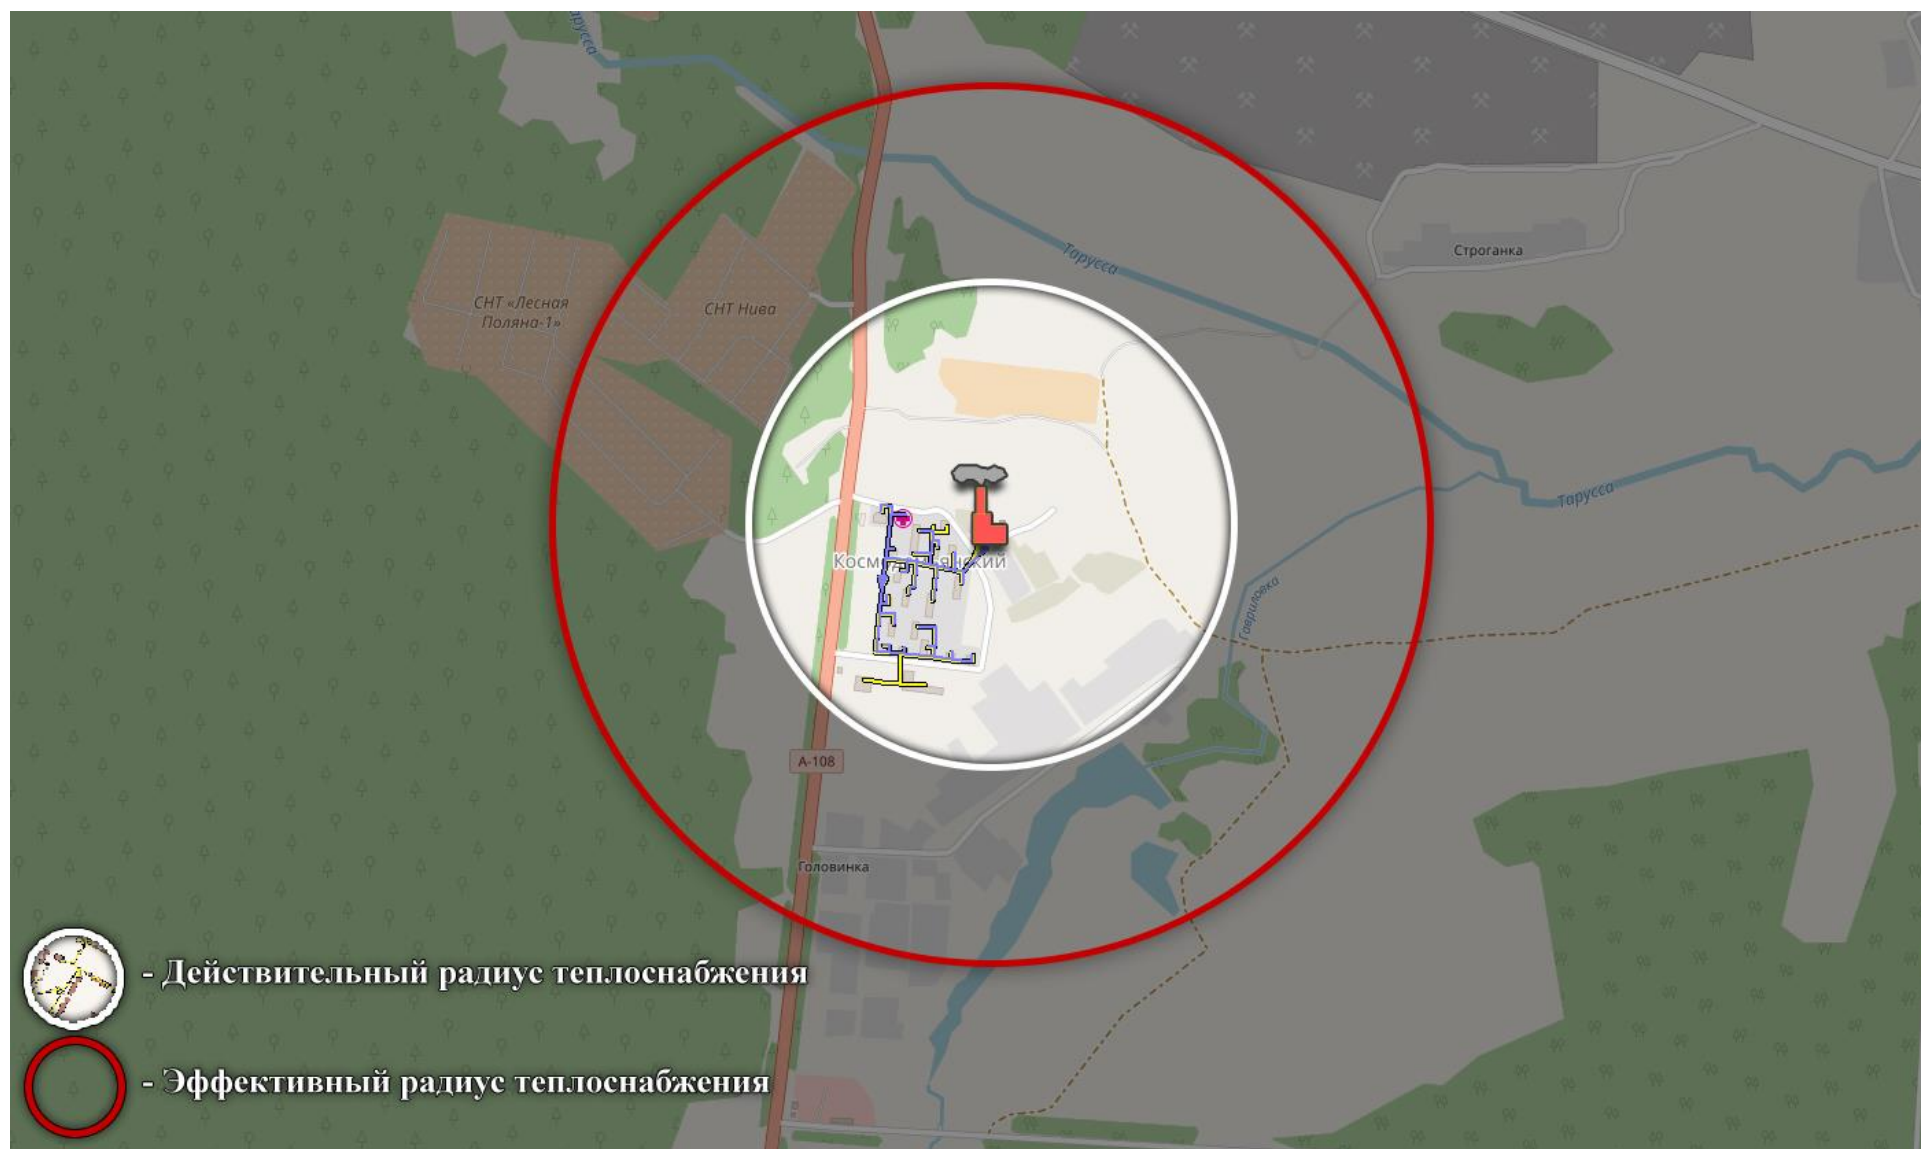 Тарусса
СНТ «Лесная
Поляна-1»
СНТ Нива
Тарусса
Строганка
Тарусса
Гавриловка
А-108
Головинка
- Действительный радиус теплоснабжения
- Эффективный радиус теплоснабжения